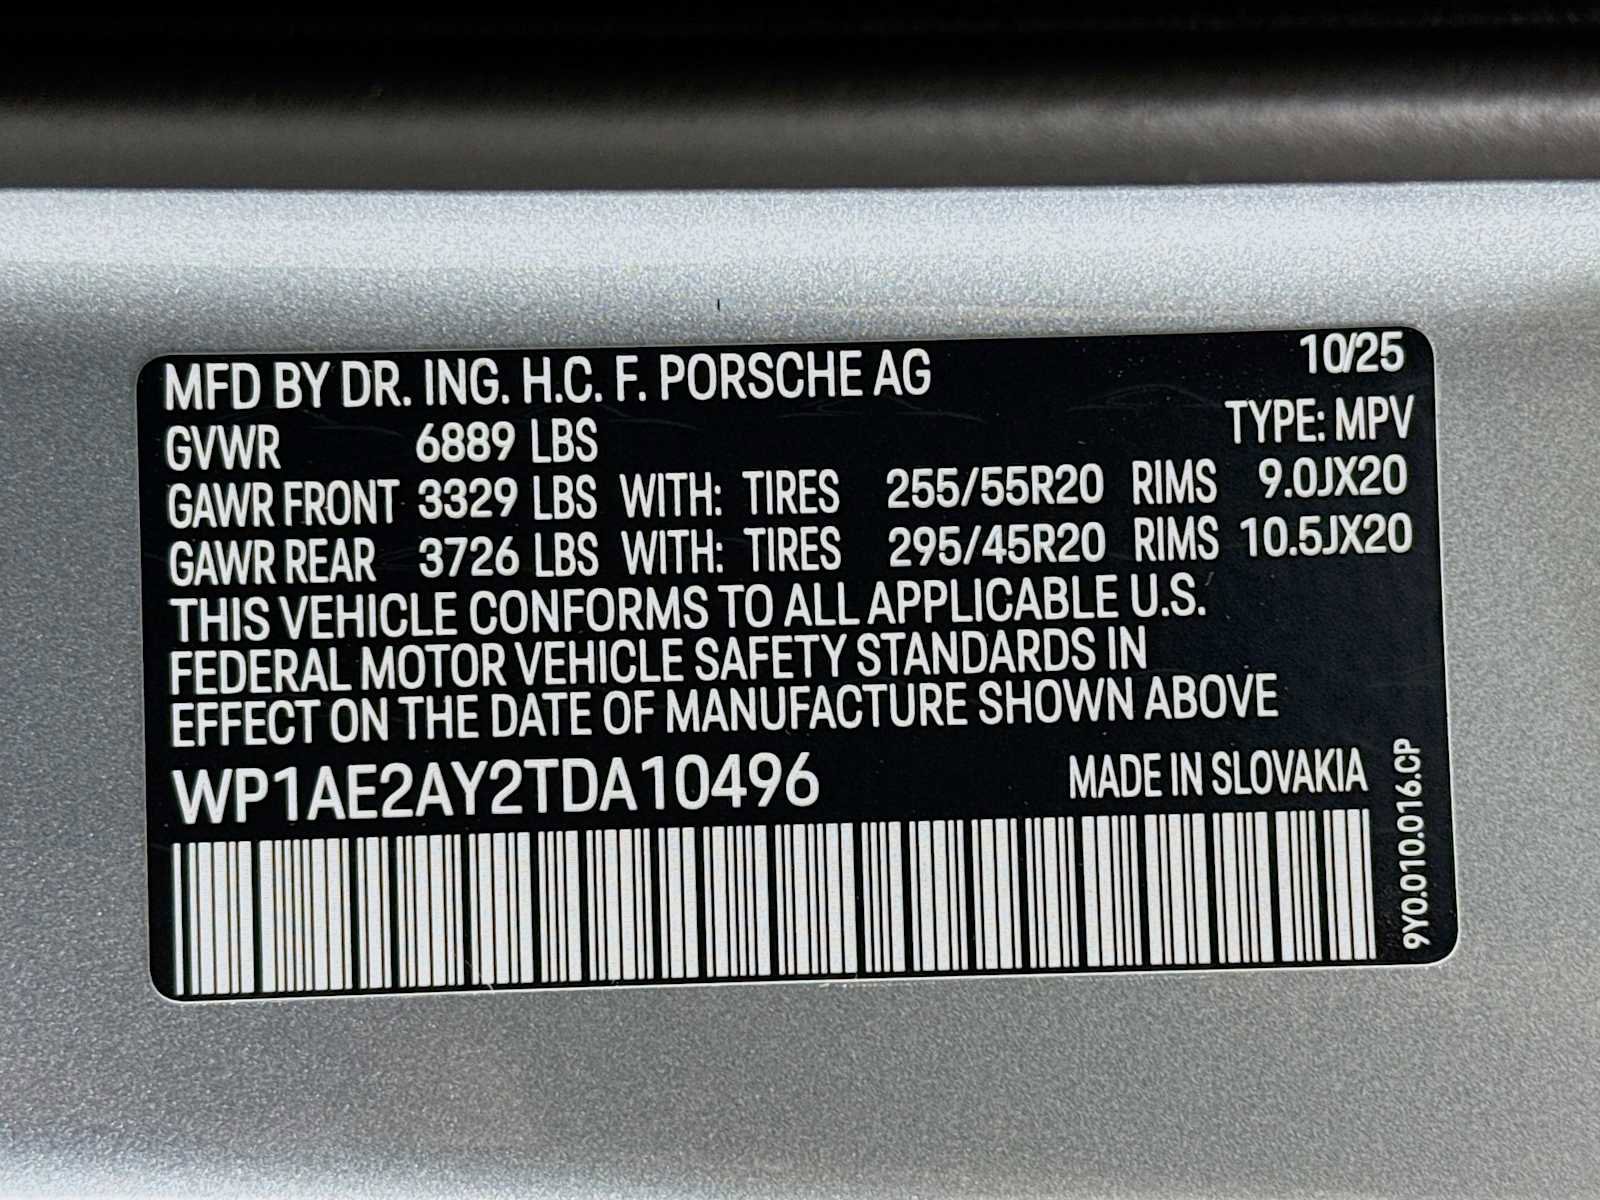 MFD BY DR. ING. H.C. F. PORSCHE AG 10/25
GVWR 6889 LBS TYPE: MPV
GAWR FRONT 3329 LBS WITH: TIRES 255/55R20 RIMS 9.0JX20
GAWR REAR 3726 LBS WITH: TIRES 295/45R20 RIMS 10.5JX20
THIS VEHICLE CONFORMS TO ALL APPLICABLE U.S.
FEDERAL MOTOR VEHICLE SAFETY STANDARDS IN
EFFECT ON THE DATE OF MANUFACTURE SHOWN ABOVE
WP1AE2AY2TDA10496 MADE IN SLOVAKIA
9Y0.010.016.CP